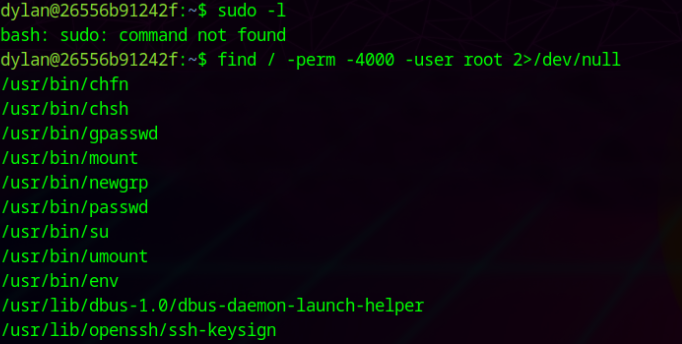 dylan@26556b91242f:~$ sudo -l
bash: sudo: command not found
dylan@26556b91242f:~$ find / -perm -4000 -user root 2>/dev/null
/usr/bin/chfn
/usr/bin/chsh
/usr/bin/gpasswd
/usr/bin/mount
/usr/bin/newgrp
/usr/bin/passwd
/usr/bin/su
/usr/bin/umount
/usr/bin/env
/usr/lib/dbus-1.0/dbus-daemon-launch-helper
/usr/lib/openssh/ssh-keysign